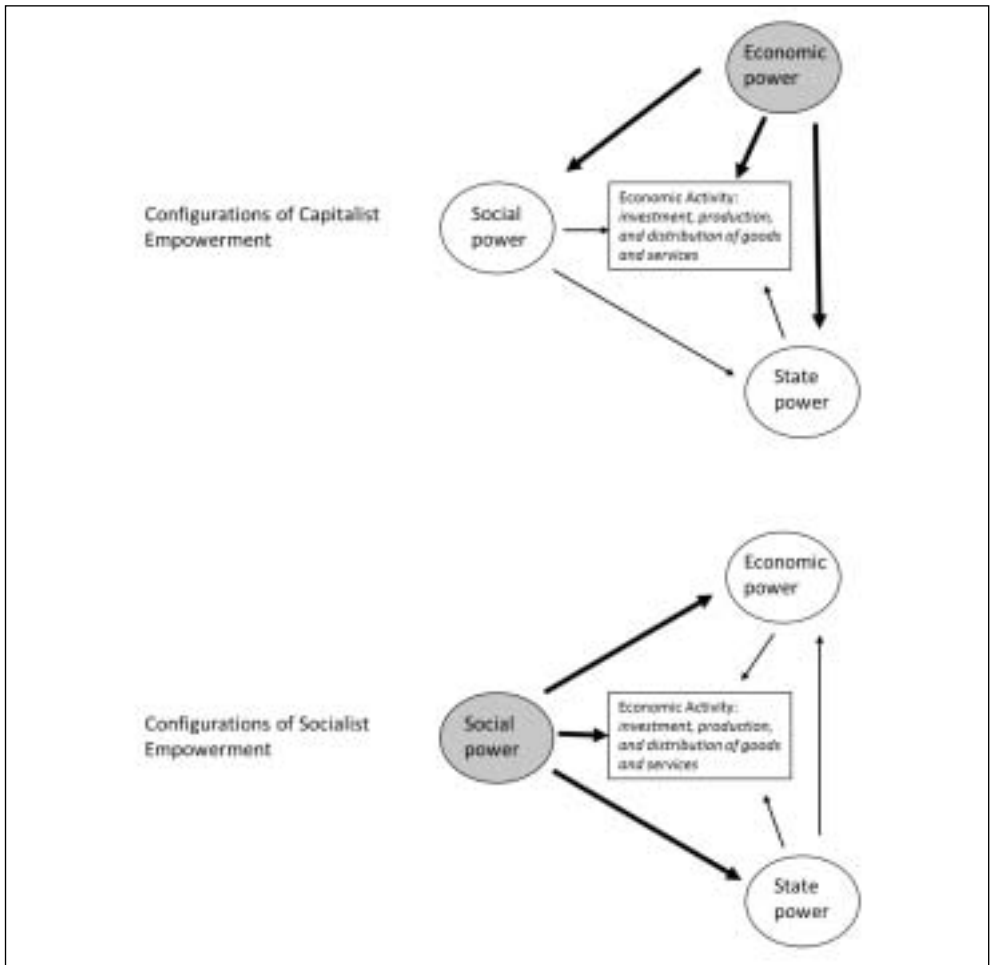 Economic
power
Configurations of Capitalist
Empowerment
Social
power
Economic Activity:
investment, production,
and distribution of goods
and services
State
power
Economic
power
Configurations of Socialist
Empowerment
Social
power
Economic Activity:
investment, production,
and distribution of goods
and services
State
power